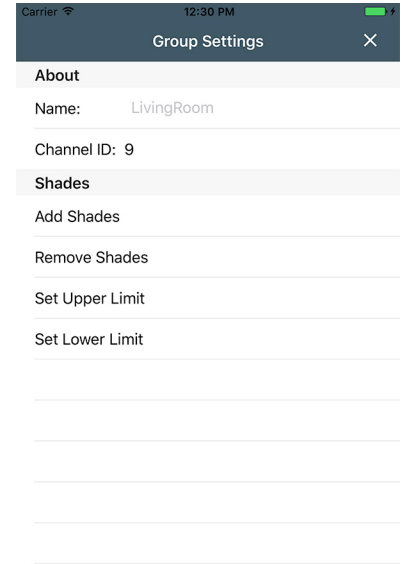 Carrier 12:30 PM
Group Settings
About
Name: LivingRoom
Channel ID: 9
Shades
Add Shades
Remove Shades
Set Upper Limit
Set Lower Limit